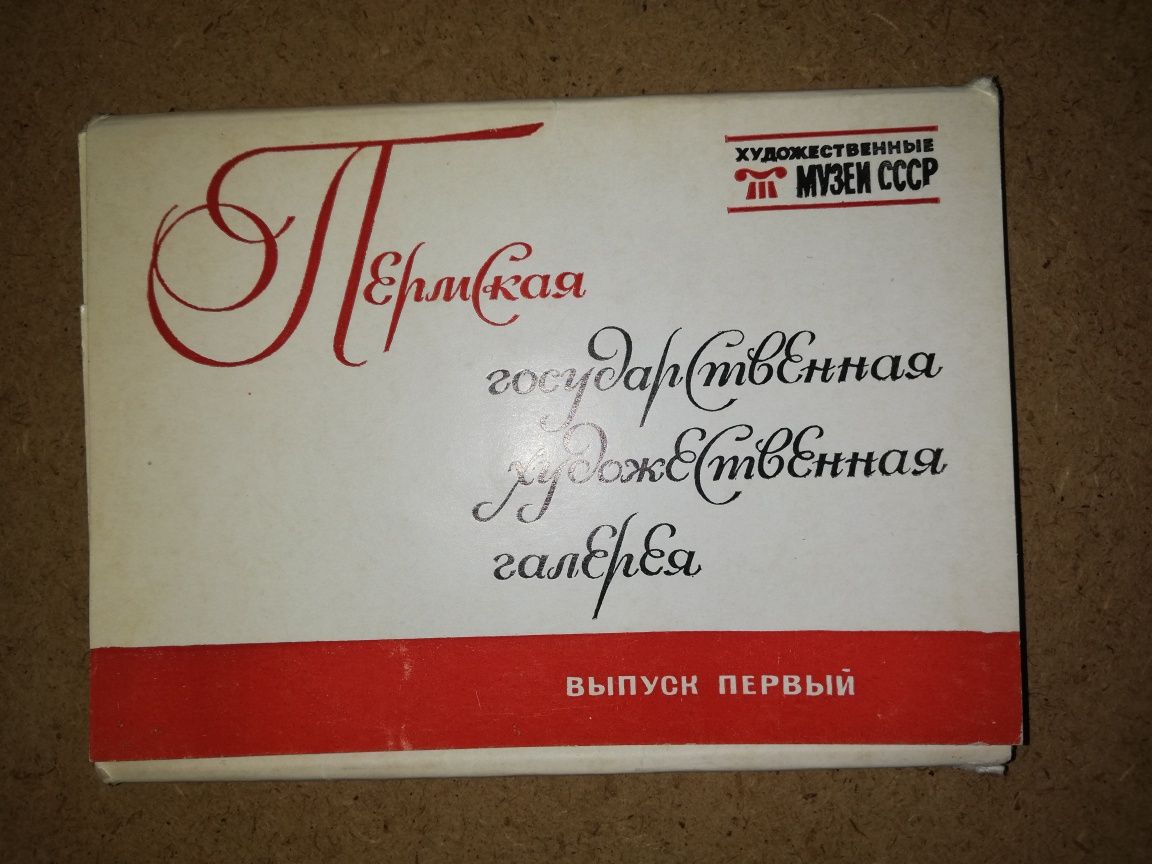 ХУДОЖЕСТВЕННЫЕ
МУЗЕИ СССР
Пермская
государственная
художественная
галерея
ВЫПУСК ПЕРВЫЙ